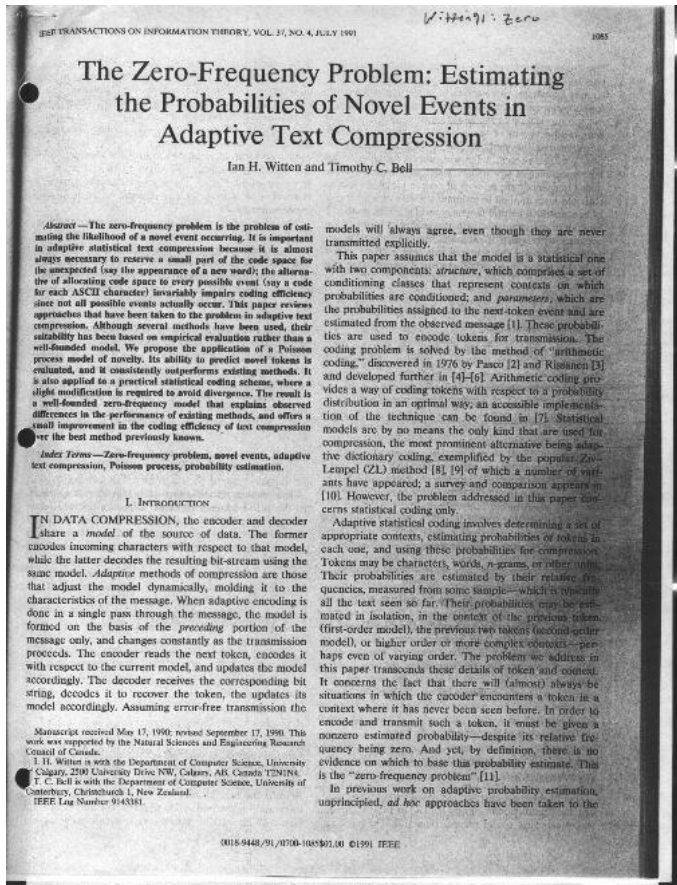 Witten91: Zero
IEEE TRANSACTIONS ON INFORMATION THEORY, VOL. 37, NO. 4, JULY 1991
1085
The Zero-Frequency Problem: Estimating
the Probabilities of Novel Events in
Adaptive Text Compression
Ian H. Witten and Timothy C. Bell
Abstract —The zero-frequency problem is the problem of esti-
mating the likelihood of a novel event occurring. It is important
in adaptive statistical text compression because it is almost
always necessary to reserve a small part of the code space for
the unexpected (say the appearance of a new word); the alterna-
tive of allocating code space to every possible event (say a code
for each ASCII character) invariably impairs coding efficiency
since not all possible events actually occur. This paper reviews
approaches that have been taken to the problem in adaptive text
compression. Although several methods have been used, their
suitability has been based on empirical evaluation rather than a
well-founded model. We propose the application of a Poisson
process model of novelty. Its ability to predict novel tokens is
evaluated, and it consistently outperforms existing methods. It
is also applied to a practical statistical coding scheme, where a
slight modification is required to avoid divergence. The result is
a well-founded zero-frequency model that explains observed
differences in the performance of existing methods, and offers a
small improvement in the coding efficiency of text compression
over the best method previously known.
Index Terms—Zero-frequency problem, novel events, adaptive
text compression, Poisson process, probability estimation.
I. INTRODUCTION
IN DATA COMPRESSION, the encoder and decoder
share a model of the source of data. The former
encodes incoming characters with respect to that model,
while the latter decodes the resulting bit-stream using the
same model. Adaptive methods of compression are those
that adjust the model dynamically, molding it to the
characteristics of the message. When adaptive encoding is
done in a single pass through the message, the model is
formed on the basis of the preceding portion of the
message only, and changes constantly as the transmission
proceeds. The encoder reads the next token, encodes it
with respect to the current model, and updates the model
accordingly. The decoder receives the corresponding bit
string, decodes it to recover the token, the updates its
model accordingly. Assuming error-free transmission the
Manuscript received May 17, 1990; revised September 17, 1990. This
work was supported by the Natural Sciences and Engineering Research
Council of Canada.
I. H. Witten is with the Department of Computer Science, University
of Calgary, 2500 University Drive NW, Calgary, AB, Canada T2N1N4.
T. C. Bell is with the Department of Computer Science, University of
Canterbury, Christchurch 1, New Zealand.
IEEE Log Number 9143381.
models will always agree, even though they are never
transmitted explicitly.
This paper assumes that the model is a statistical one
with two components: structure, which comprises a set of
conditioning classes that represent contexts on which
probabilities are conditioned; and parameters, which are
the probabilities assigned to the next-token event and are
estimated from the observed message [1]. These probabili-
ties are used to encode tokens for transmission. The
coding problem is solved by the method of "arithmetic
coding," discovered in 1976 by Pasco [2] and Rissanen [3]
and developed further in [4]–[6]. Arithmetic coding pro-
vides a way of coding tokens with respect to a probability
distribution in an optimal way; an accessible implementa-
tion of the technique can be found in [7]. Statistical
models are by no means the only kind that are used for
compression, the most prominent alternative being adap-
tive dictionary coding, exemplified by the popular Ziv-
Lempel (ZL) method [8], [9] of which a number of vari-
ants have appeared; a survey and comparison appears in
[10]. However, the problem addressed in this paper con-
cerns statistical coding only.
Adaptive statistical coding involves determining a set of
appropriate contexts, estimating probabilities of tokens in
each one, and using these probabilities for compression.
Tokens may be characters, words, n-grams, or other units.
Their probabilities are estimated by their relative fre-
quencies, measured from some sample—which is typically
all the text seen so far. Their probabilities may be esti-
mated in isolation, in the context of the previous token,
(first-order model), the previous two tokens (second-order
model), or higher order or more complex contexts—per-
haps even of varying order. The problem we address in
this paper transcends these details of token and context.
It concerns the fact that there will (almost) always be
situations in which the encoder encounters a token in a
context where it has never been seen before. In order to
encode and transmit such a token, it must be given a
nonzero estimated probability—despite its relative fre-
quency being zero. And yet, by definition, there is no
evidence on which to base this probability estimate. This
is the "zero-frequency problem" [11].
In previous work on adaptive probability estimation,
unprincipled, ad hoc approaches have been taken to the
0018-9448/91/0700-1085$01.00 ©1991 IEEE